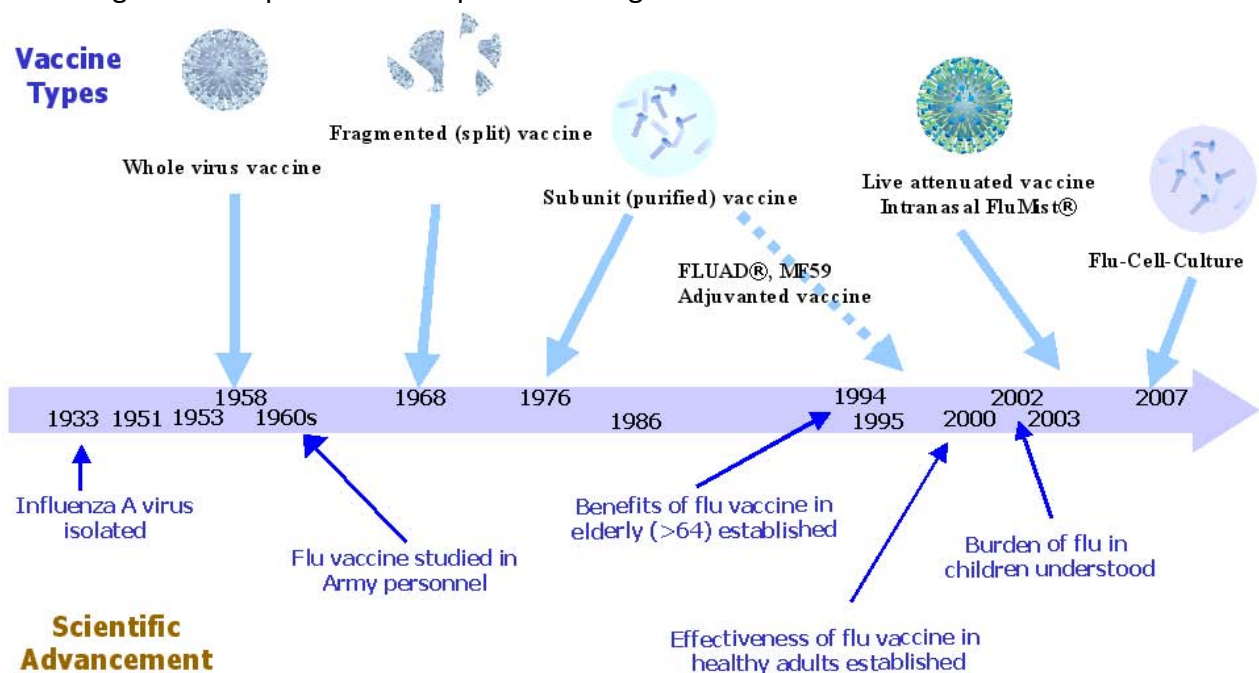 Vaccine
Types
Whole virus vaccine
Fragmented (split) vaccine
Subunit (purified) vaccine
FLUAD®, MF59
Adjuvanted vaccine
Live attenuated vaccine
Intranasal FluMist®
Flu-Cell-Culture
1958
1968
1976
1994
2002
2007
1933
1951
1953
1960s
1986
1995
2000
2003
Influenza A virus
isolated
Flu vaccine studied in
Army personnel
Benefits of flu vaccine in
elderly (>64) established
Burden of flu in
children understood
Effectiveness of flu vaccine in
healthy adults established
Scientific
Advancement